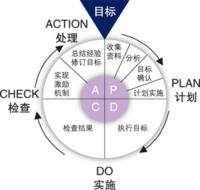 目标
ACTION
处理
总结经验
修订目标
收集
资料
分析
目标
确认
计划实施
实现
激励
机制
A
P
C
D
PLAN
计划
CHECK
检查
检查结果
执行目标
DO
实施